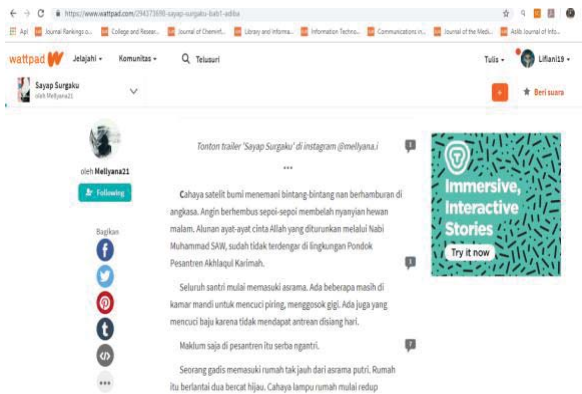 https://www.wattpad.com/294373690-sayap-surgaku-bab1-adiba
Apl Journal Rankings o... College and Resear... Journal of Cheminf... Library and Informa... Information Techno... Communications in... Journal of the Medi... Aslib Journal of Info...
wattpad Jelajahi Komunitas Telusuri Tulis Lifiani19
Sayap Surgaku
oleh Mellyana21
+ Beri suara
Tonton trailer 'Sayap Surgaku' di instagram @mellyana.i
***
oleh Mellyana21
Following
Bagikan
Cahaya satelit bumi menemani bintang-bintang nan berhamburan di
angkasa. Angin berhembus sepoi-sepoi membelah nyanyian hewan
malam. Alunan ayat-ayat cinta Allah yang diturunkan melalui Nabi
Muhammad SAW, sudah tidak terdengar di lingkungan Pondok
Pesantren Akhlaqul Karimah.
Seluruh santri mulai memasuki asrama. Ada beberapa masih di
kamar mandi untuk mencuci piring, menggosok gigi. Ada juga yang
mencuci baju karena tidak mendapat antrean disiang hari.
Maklum saja di pesantren itu serba ngantri.
Seorang gadis memasuki rumah tak jauh dari asrama putri. Rumah
itu berlantai dua bercat hijau. Cahaya lampu rumah mulai redup
Immersive,
Interactive
Stories
Try it now